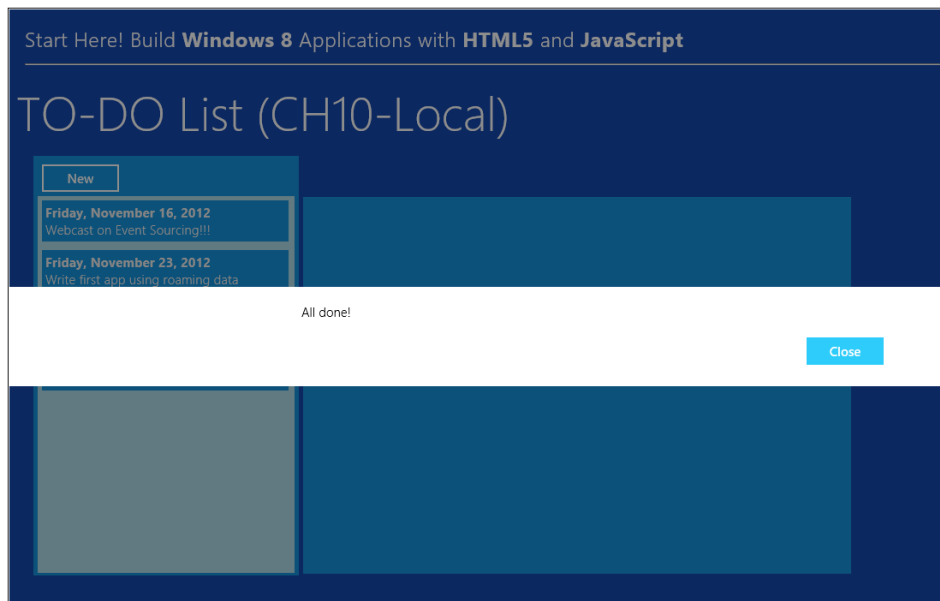 Start Here! Build Windows 8 Applications with HTML5 and JavaScript
TO-DO List (CH10-Local)
New
Friday, November 16, 2012
Webcast on Event Sourcing!!!
Friday, November 23, 2012
Write first app using roaming data
All done!
Close